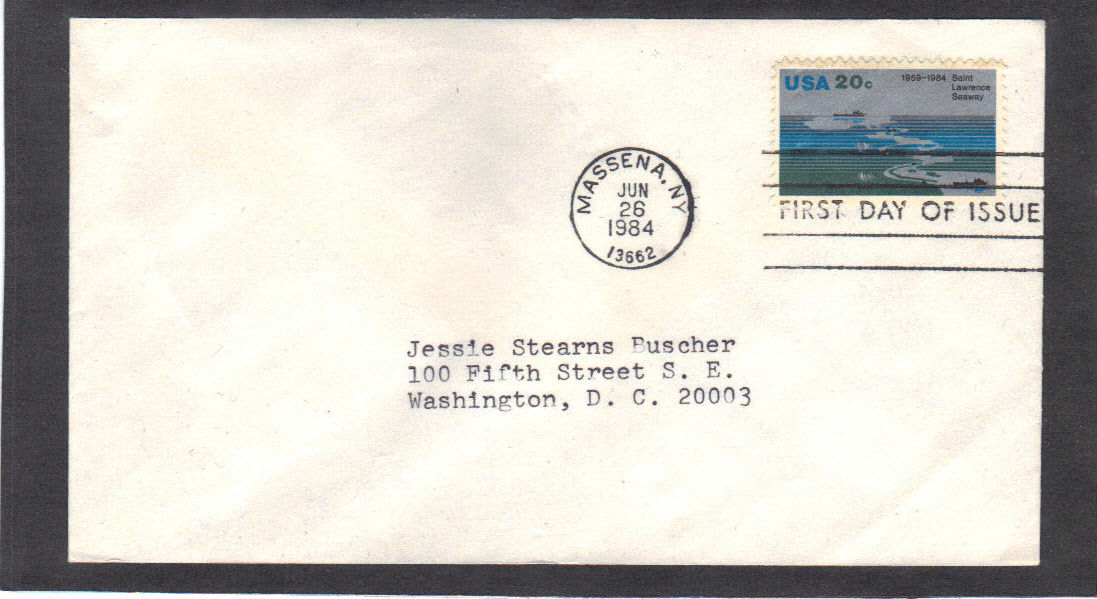 USA 20c
1959-1984 Saint
Lawrence
Seaway
MASSENA, NY
JUN
26
1984
13662
FIRST DAY OF ISSUE
Jessie Stearns Buscher
100 Fifth Street S. E.
Washington, D. C. 20003